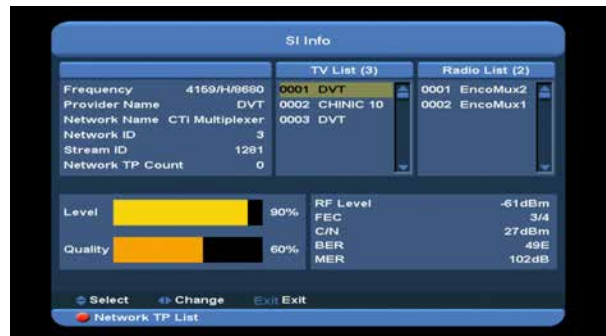 SI Info
TV List (3)
Radio List (2)
Frequency 4159/H/8680
Provider Name DVT
Network Name CTi Multiplexer
Network ID 3
Stream ID 1281
Network TP Count 0
0001 DVT
0002 CHINIC 10
0003 DVT
0001 EncoMux2
0002 EncoMux1
Level 90%
Quality 60%
RF Level -61dBm
FEC 3/4
C/N 27dBm
BER 49E
MER 102dB
Select Change Exit Exit
Network TP List